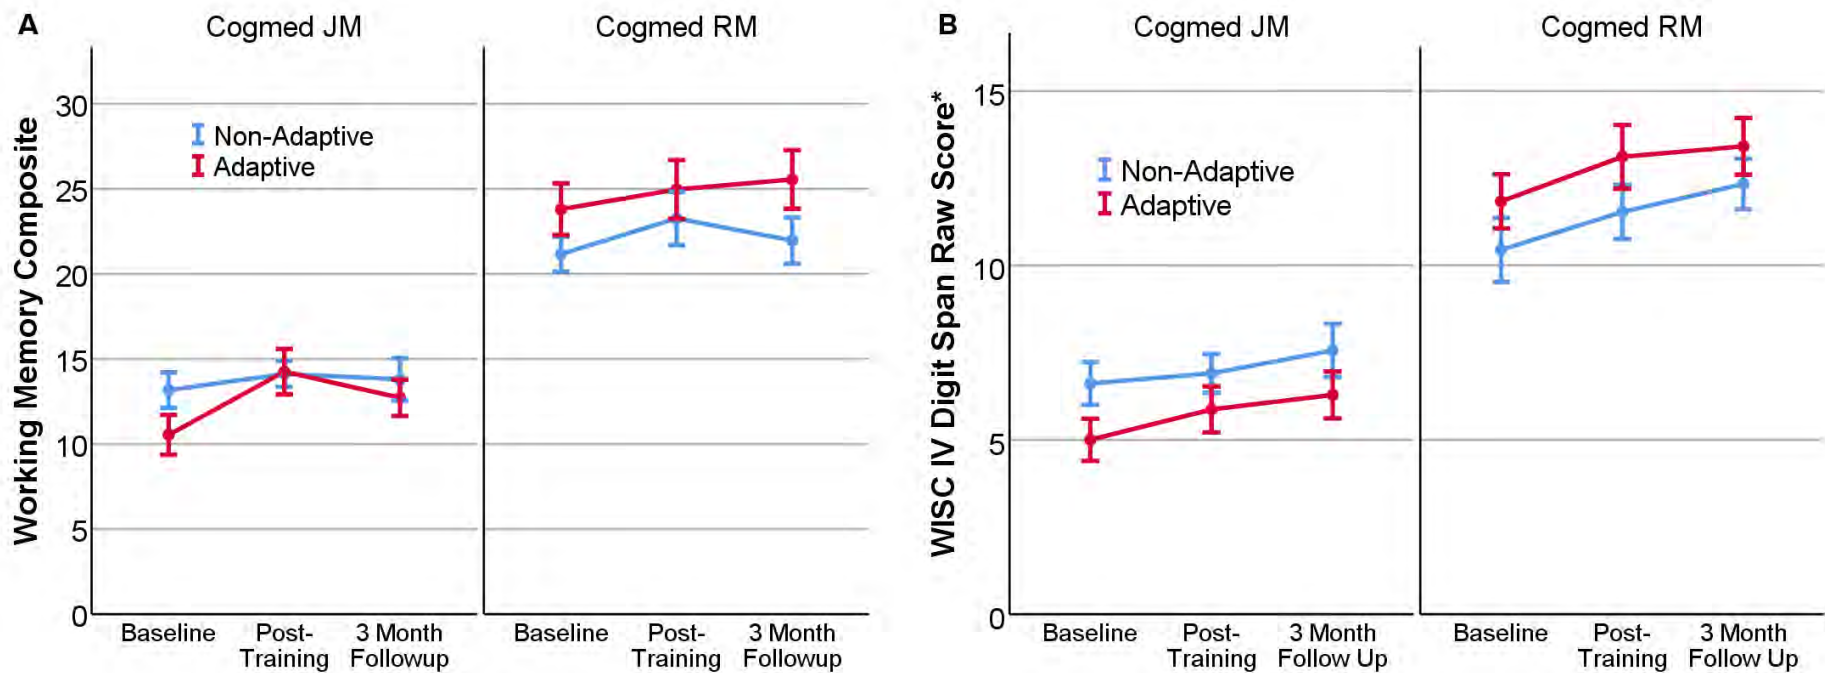 A
Cogmed JM
Cogmed RM
Working Memory Composite
30
25
20
15
10
5
0
Non-Adaptive
Adaptive
Baseline
Post-
Training
3 Month
Followup
Baseline
Post-
Training
3 Month
Followup
B
Cogmed JM
Cogmed RM
WISC IV Digit Span Raw Score*
15
10
5
0
Non-Adaptive
Adaptive
Baseline
Post-
Training
3 Month
Follow Up
Baseline
Post-
Training
3 Month
Follow Up